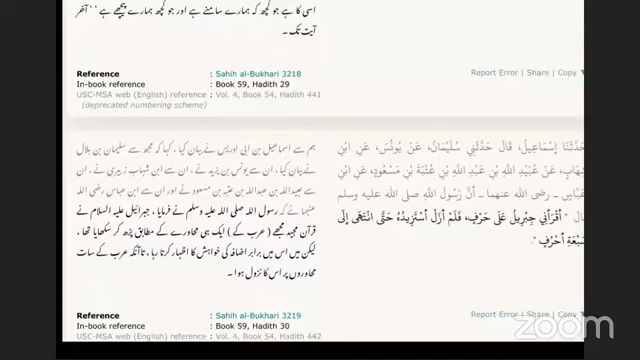 اسی کا ہے جو کچھ کہ ہمارے سامنے ہے اور جو کچھ ہمارے پیچھے ہے ‘‘ آخر
آیت تک ۔
Reference : Sahih al-Bukhari 3218
In-book reference : Book 59, Hadith 29
USC-MSA web (English) reference : Vol. 4, Book 54, Hadith 441
(deprecated numbering scheme)
Report Error | Share | Copy ▼
ہم سے اسماعیل بن ابی اویس نے بیان کیا ، کہا کہ مجھ سے سلیمان بن بلال
نے بیان کیا ، ان سے یونس بن یزید نے ، ان سے ابن شہاب زہیری نے ، ان
سے عبیداللہ بن عبداللہ بن عتبہ بن مسعود نے اور ان سے ابن عباس رضی اللہ
عنہما نے کہ رسول اللہ صلی اللہ علیہ وسلم نے فرمایا ، جبرائیل علیہ السلام نے
قرآن مجید مجھے ( عرب کے ) ایک ہی محاورے کے مطابق پڑھ کر سکھایا تھا ،
لیکن میں اس میں برابر اضافہ کی خواہش کا اظہار کرتا رہا ، تاآنکہ عرب کے سات
محاوروں پر اس کا نزول ہوا ۔
حَدَّثَنَا إِسْمَاعِيلُ، قَالَ حَدَّثَنِي سُلَيْمَانُ، عَنْ يُونُسَ، عَنِ ابْنِ
شِهَابٍ، عَنْ عُبَيْدِ اللَّهِ بْنِ عَبْدِ اللَّهِ بْنِ عُتْبَةَ بْنِ مَسْعُودٍ، عَنِ ابْنِ
عَبَّاسٍ ـ رضى الله عنهما ـ أَنَّ رَسُولَ اللَّهِ صلى الله عليه وسلم
قَالَ " أَقْرَأَنِي جِبْرِيلُ عَلَى حَرْفٍ، فَلَمْ أَزَلْ أَسْتَزِيدُهُ حَتَّى انْتَهَى إِلَى
سَبْعَةِ أَحْرُفٍ ".
Reference : Sahih al-Bukhari 3219
In-book reference : Book 59, Hadith 30
USC-MSA web (English) reference : Vol. 4, Book 54, Hadith 442
Report Error | Share | Copy
zoom